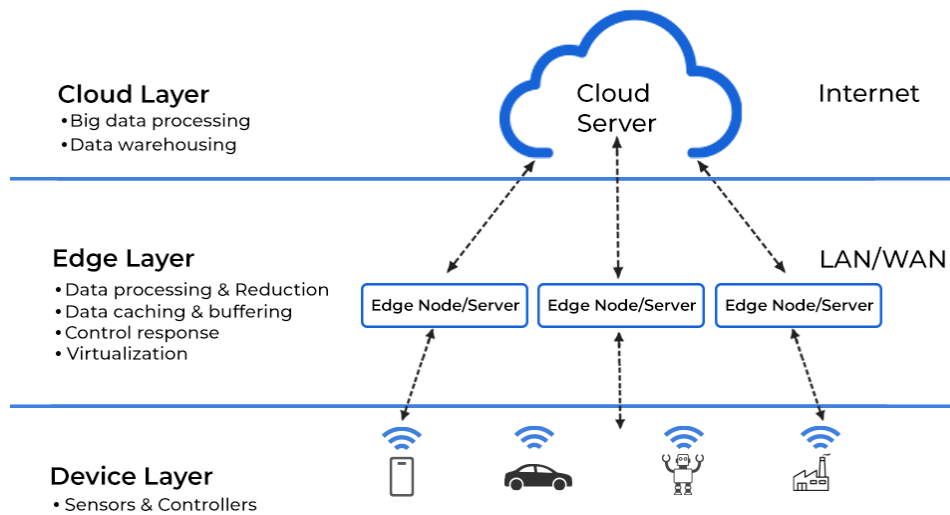 Cloud Layer
• Big data processing
• Data warehousing
Cloud
Server
Internet
Edge Layer
• Data processing & Reduction
• Data caching & buffering
• Control response
• Virtualization
LAN/WAN
Edge Node/Server
Edge Node/Server
Edge Node/Server
Device Layer
• Sensors & Controllers